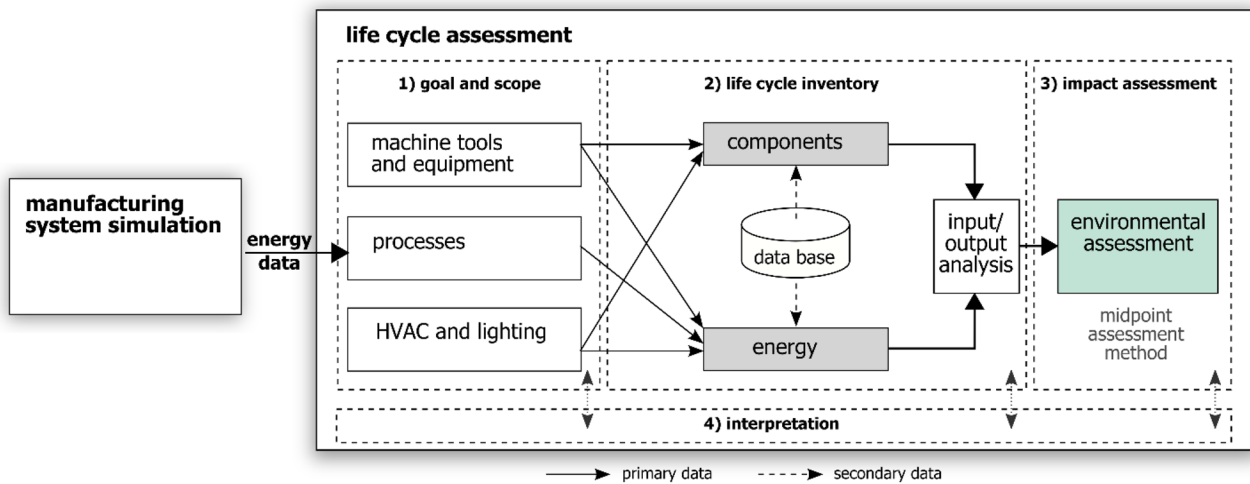 life cycle assessment
1) goal and scope
2) life cycle inventory
3) impact assessment
machine tools
and equipment
components
manufacturing
system simulation
energy
data
processes
data base
input/
output
analysis
environmental
assessment
HVAC and lighting
energy
midpoint
assessment
method
4) interpretation
primary data
secondary data